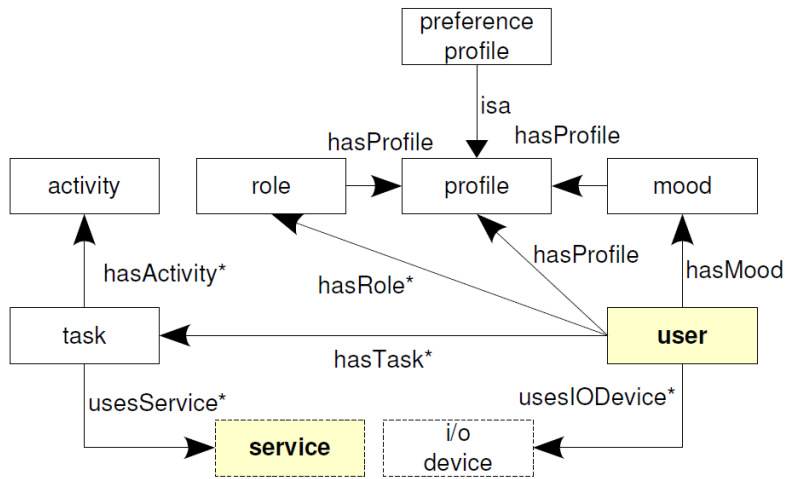 preference
profile
isa
hasProfile
hasProfile
activity
role
profile
mood
hasActivity*
hasRole*
hasProfile
hasMood
task
user
hasTask*
usesService*
usesIODevice*
service
i/o
device